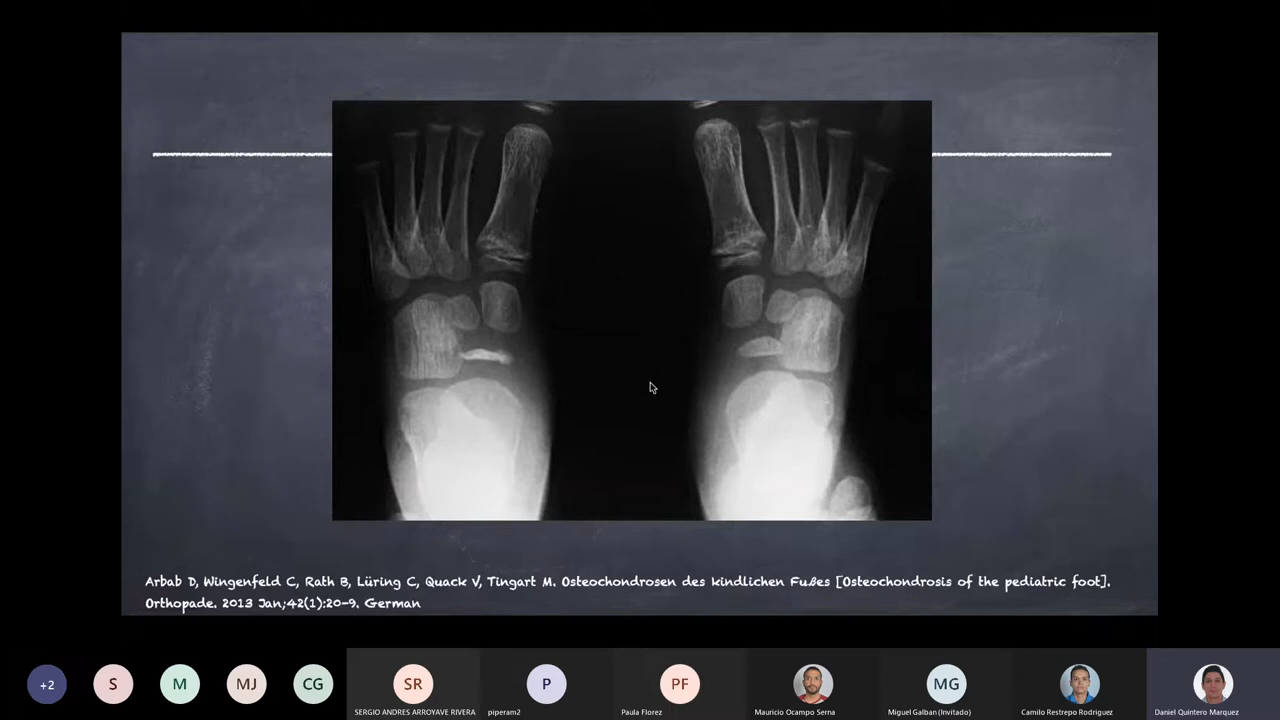 Arbab D, Wingenfeld C, Rath B, Lüring C, Quack V, Tingart M. Osteochondrosen des kindlichen Fußes [Osteochondrosis of the pediatric foot].
Orthopade. 2013 Jan;42(1):20-9. German
+2
S
M
MJ
CG
SR
P
PF
MG
SERGIO ANDRES ARROYAVE RIVERA
piperam2
Paula Florez
Mauricio Ocampo Serna
Miguel Galban (Invitado)
Camilo Restrepo Rodriguez
Daniel Quintero Marquez